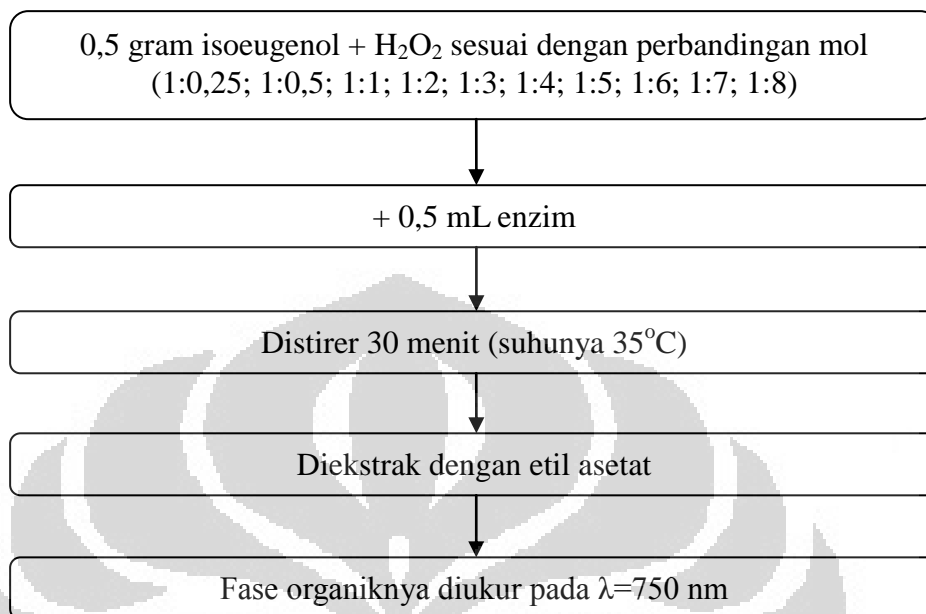 0,5 gram isoeugenol + H₂O₂ sesuai dengan perbandingan mol
(1:0,25; 1:0,5; 1:1; 1:2; 1:3; 1:4; 1:5; 1:6; 1:7; 1:8)
+ 0,5 mL enzim
Distirer 30 menit (suhunya 35°C)
Diekstrak dengan etil asetat
Fase organiknya diukur pada λ=750 nm